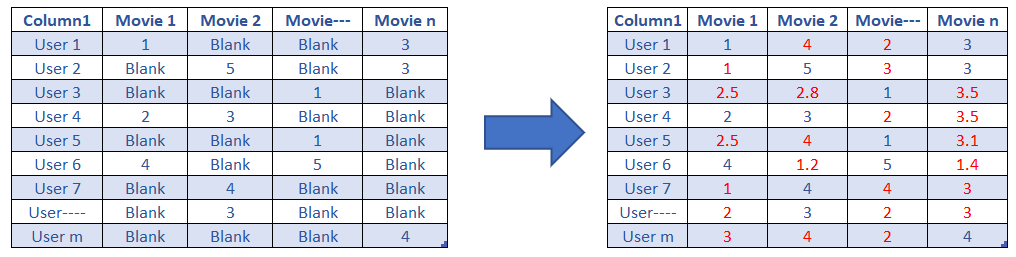 Column1 Movie 1 Movie 2 Movie--- Movie n
User 1 1 Blank Blank 3
User 2 Blank 5 Blank 3
User 3 Blank Blank 1 Blank
User 4 2 3 Blank Blank
User 5 Blank Blank 1 Blank
User 6 4 Blank 5 Blank
User 7 Blank 4 Blank Blank
User---- Blank 3 Blank Blank
User m Blank Blank Blank 4
Column1 Movie 1 Movie 2 Movie--- Movie n
User 1 1 4 2 3
User 2 1 5 3 3
User 3 2.5 2.8 1 3.5
User 4 2 3 2 3.5
User 5 2.5 4 1 3.1
User 6 4 1.2 5 1.4
User 7 1 4 4 3
User---- 2 3 2 3
User m 3 4 2 4